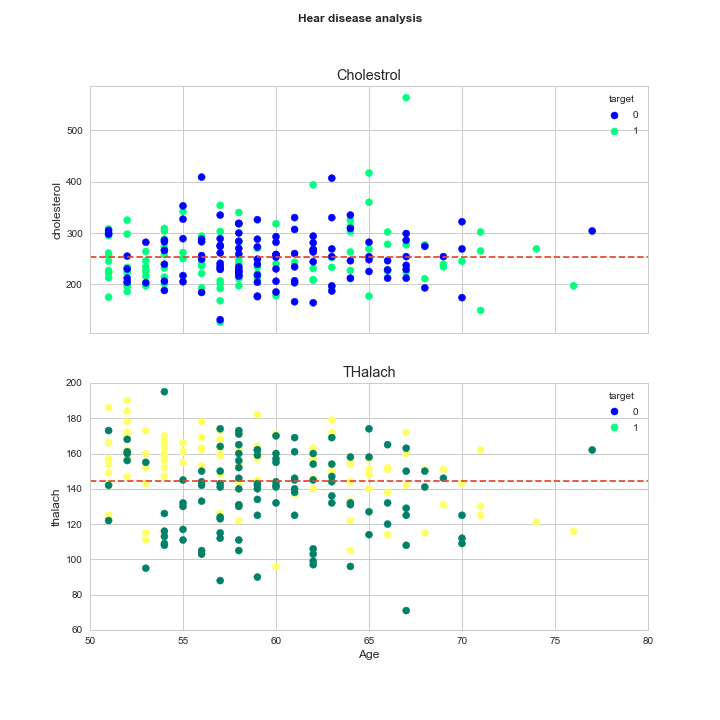 Hear disease analysis
Cholestrol
target
0
1
500
400
300
200
cholesterol
THalach
target
0
1
200
180
160
140
120
100
80
60
thalach
50 55 60 65 70 75 80
Age